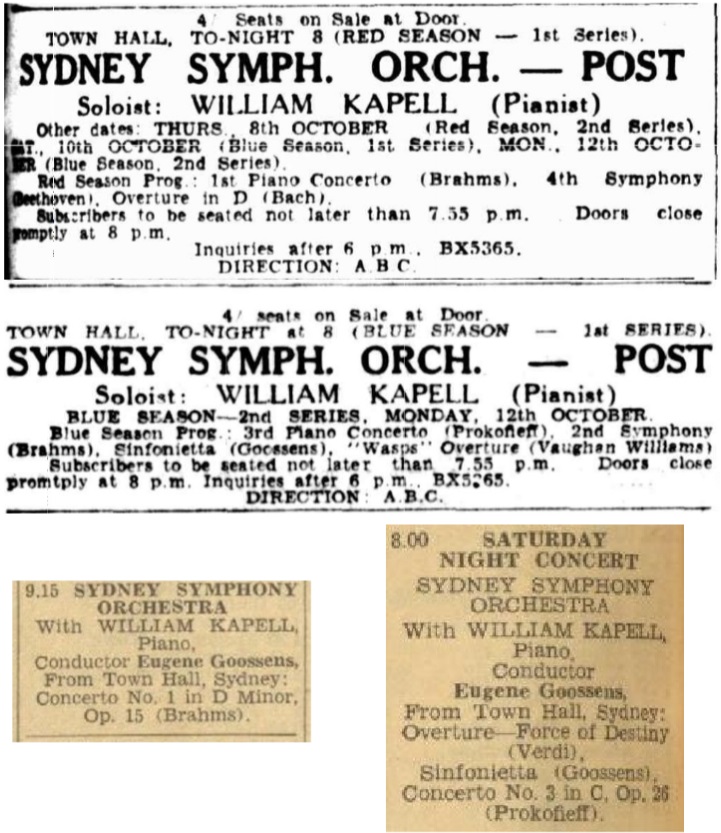 4/ Seats on Sale at Door.
TOWN HALL, TO-NIGHT 8 (RED SEASON — 1st Series).
SYDNEY SYMPH. ORCH. — POST
Soloist: WILLIAM KAPELL (Pianist)
Other dates: THURS., 8th OCTOBER (Red Season, 2nd Series),
10th OCTOBER (Blue Season, 1st Series), MON., 12th OCTO-
(Blue Season, 2nd Series).
Red Season Prog.: 1st Piano Concerto (Brahms), 4th Symphony
Overture in D (Bach).
Subscribers to be seated not later than 7.55 p.m. Doors close
at 8 p.m.
Inquiries after 6 p.m., BX5365.
DIRECTION: A.B.C.
4/ seats on Sale at Door.
TOWN HALL, TO-NIGHT at 8 (BLUE SEASON — 1st SERIES).
SYDNEY SYMPH. ORCH. — POST
Soloist: WILLIAM KAPELL (Pianist)
BLUE SEASON—2nd SERIES, MONDAY, 12th OCTOBER.
Blue Season Prog.: 3rd Piano Concerto (Prokofieff), 2nd Symphony
(Brahms), Sinfonietta (Goossens), "Wasps" Overture (Vaughan Williams)
Subscribers to be seated not later than 7.55 p.m. Doors close
promtply at 8 p.m. Inquiries after 6 p.m.,
DIRECTION: A.B.C.
9.15 SYDNEY SYMPHONY
ORCHESTRA
With WILLIAM KAPELL,
Piano,
Conductor Eugene Goossens,
From Town Hall, Sydney:
Concerto No. 1 in D Minor,
Op. 15 (Brahms).
8.00 SATURDAY
NIGHT CONCERT
SYDNEY SYMPHONY
ORCHESTRA
With WILLIAM KAPELL,
Piano,
Conductor
Eugene Goossens,
From Town Hall, Sydney:
Overture—Force of Destiny
(Verdi),
Sinfonietta (Goossens),
Concerto No. 3 in C, Op. 26
(Prokofieff).